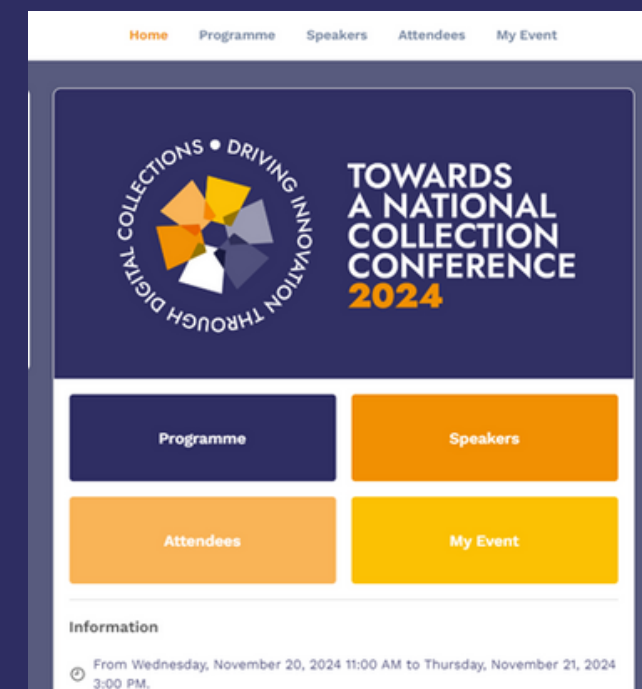 Home Programme Speakers Attendees My Event
DIGITAL COLLECTIONS • DRIVING INNOVATION THROUGH
TOWARDS
A NATIONAL
COLLECTION
CONFERENCE
2024
Programme
Speakers
Attendees
My Event
Information
From Wednesday, November 20, 2024 11:00 AM to Thursday, November 21, 2024
3:00 PM.